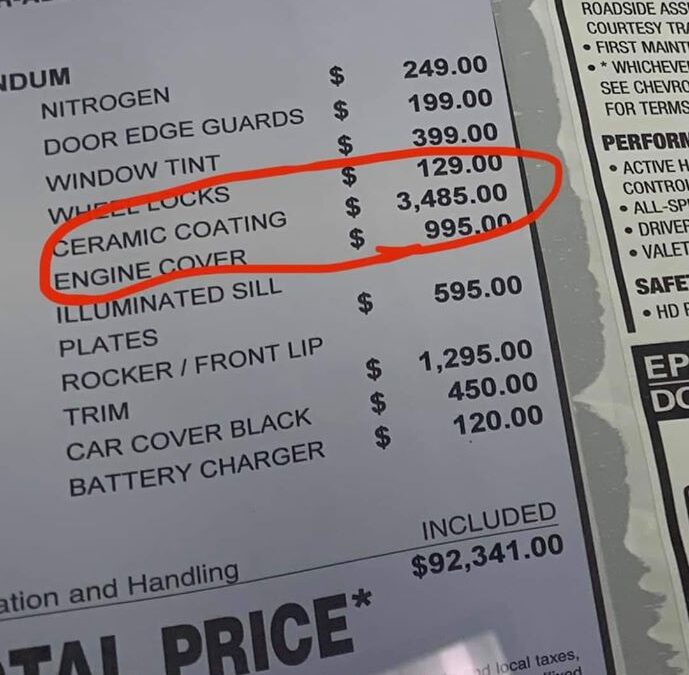 NDUM
NITROGEN $ 249.00
DOOR EDGE GUARDS $ 199.00
WINDOW TINT $ 399.00
WHEEL LOCKS $ 129.00
CERAMIC COATING $ 3,485.00
ENGINE COVER $ 995.00
ILLUMINATED SILL
PLATES $ 595.00
ROCKER / FRONT LIP
TRIM $ 1,295.00
CAR COVER BLACK $ 450.00
BATTERY CHARGER $ 120.00
INCLUDED
ation and Handling $92,341.00
TAL PRICE*
local taxes,
ROADSIDE ASS
COURTESY TRA
• FIRST MAINT
• * WHICHEVE
SEE CHEVRO
FOR TERMS
PERFORM
• ACTIVE H
CONTROL
• ALL-SP
• DRIVER
• VALET
SAFE
• HD
EP
DO